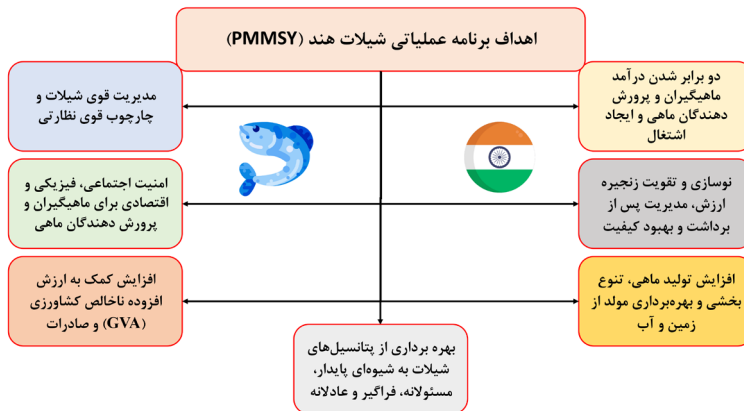 اهداف برنامه عملیاتی شیلات هند (PMMSY)
دو برابر شدن درآمد
ماهیگیران و پرورش
دهندگان ماهی و ایجاد
اشتغال
مدیریت قوی شیلات و
چارچوب قوی نظارتی
نوسازی و تقویت زنجیره
ارزش، مدیریت پس از
برداشت و بهبود کیفیت
امنیت اجتماعی، فیزیکی و
اقتصادی برای ماهیگیران و
پرورش دهندگان ماهی
افزایش تولید ماهی، تنوع
بخشی و بهره‌برداری مولد از
زمین و آب
افزایش کمک به ارزش
افزوده ناخالص کشاورزی
(GVA) و صادرات
بهره برداری از پتانسیل‌های
شیلات به شیوه‌ای پایدار،
مسئولانه، فراگیر و عادلانه